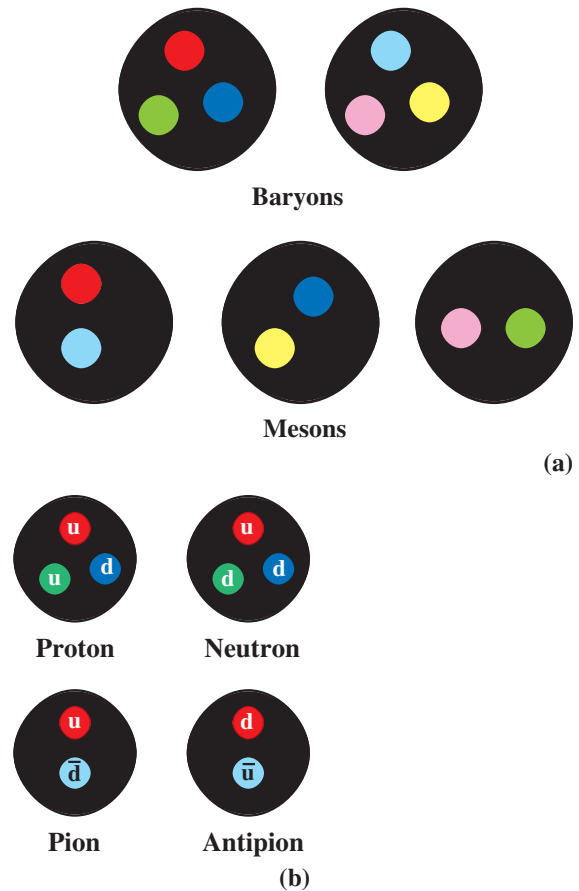 Baryons
Mesons
(a)
u
u d
u
d d
Proton Neutron
u
d̅
d
u̅
Pion Antipion
(b)